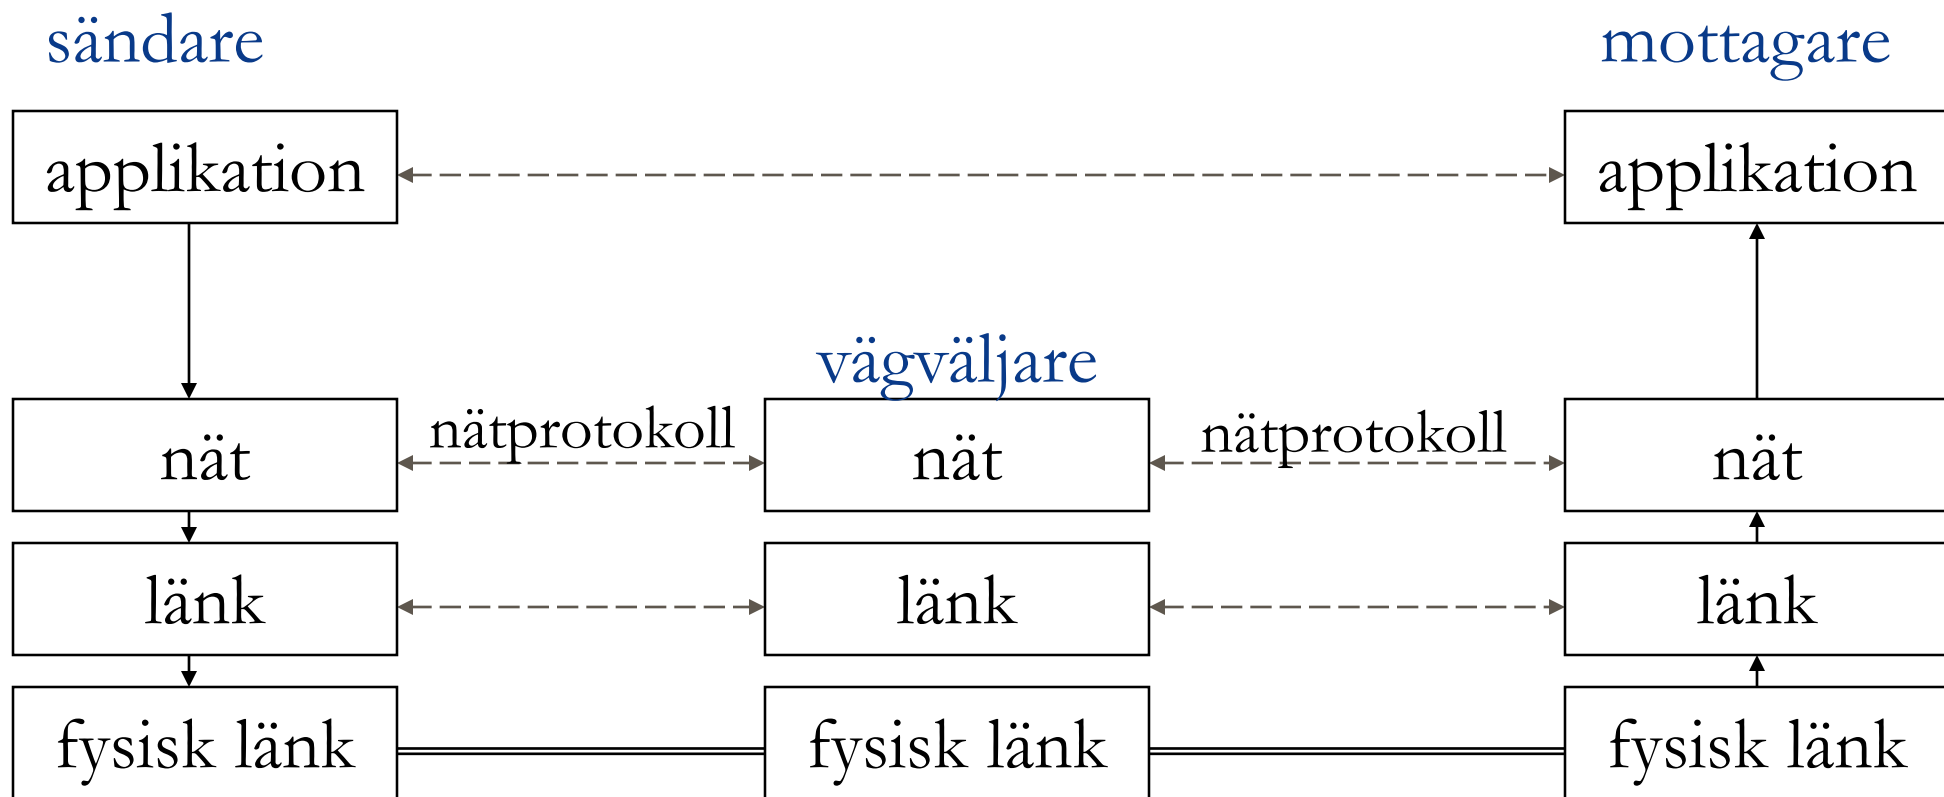 sändare
mottagare
applikation
applikation
vägväljare
nät
nätprotokoll
nät
nätprotokoll
nät
länk
länk
länk
fysisk länk
fysisk länk
fysisk länk